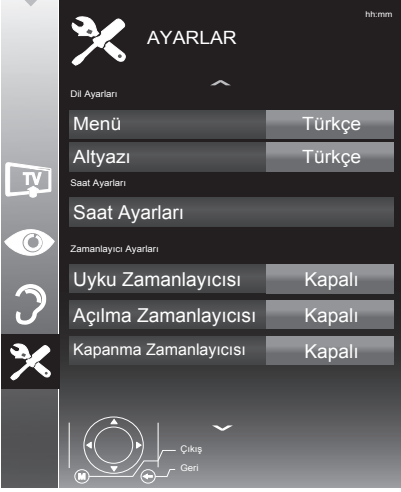 hh:mm
AYARLAR
Dil Ayarları
Menü Türkçe
Altyazı Türkçe
Saat Ayarları
Saat Ayarları
Zamanlayıcı Ayarları
Uyku Zamanlayıcısı Kapalı
Açılma Zamanlayıcısı Kapalı
Kapanma Zamanlayıcısı Kapalı
TV
Çıkış
M Geri